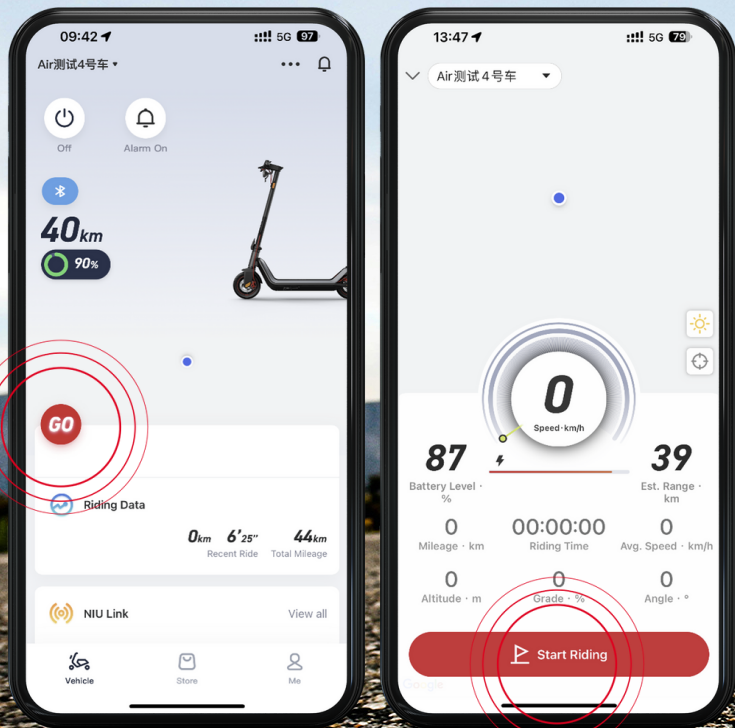 09:42
5G 97
Air测试4号车
Off
Alarm On
40km
90%
GO
Riding Data
0km 6’25” 44km
Recent Ride
Total Mileage
NIU Link
View all
Vehicle
Store
Me
13:47
5G 79
Air测试4号车
0
Speed·km/h
87
Battery Level ·
%
39
Est. Range ·
km
0
Mileage · km
00:00:00
Riding Time
0
Avg. Speed · km/h
0
Altitude · m
0
Grade · %
0
Angle · °
Start Riding
Google